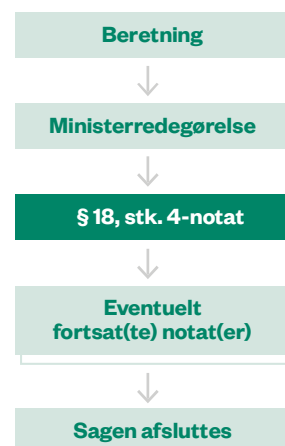 Beretning
Ministerredegørelse
§ 18, stk. 4-notat
Eventuelt
fortsat(te) notat(er)
Sagen afsluttes